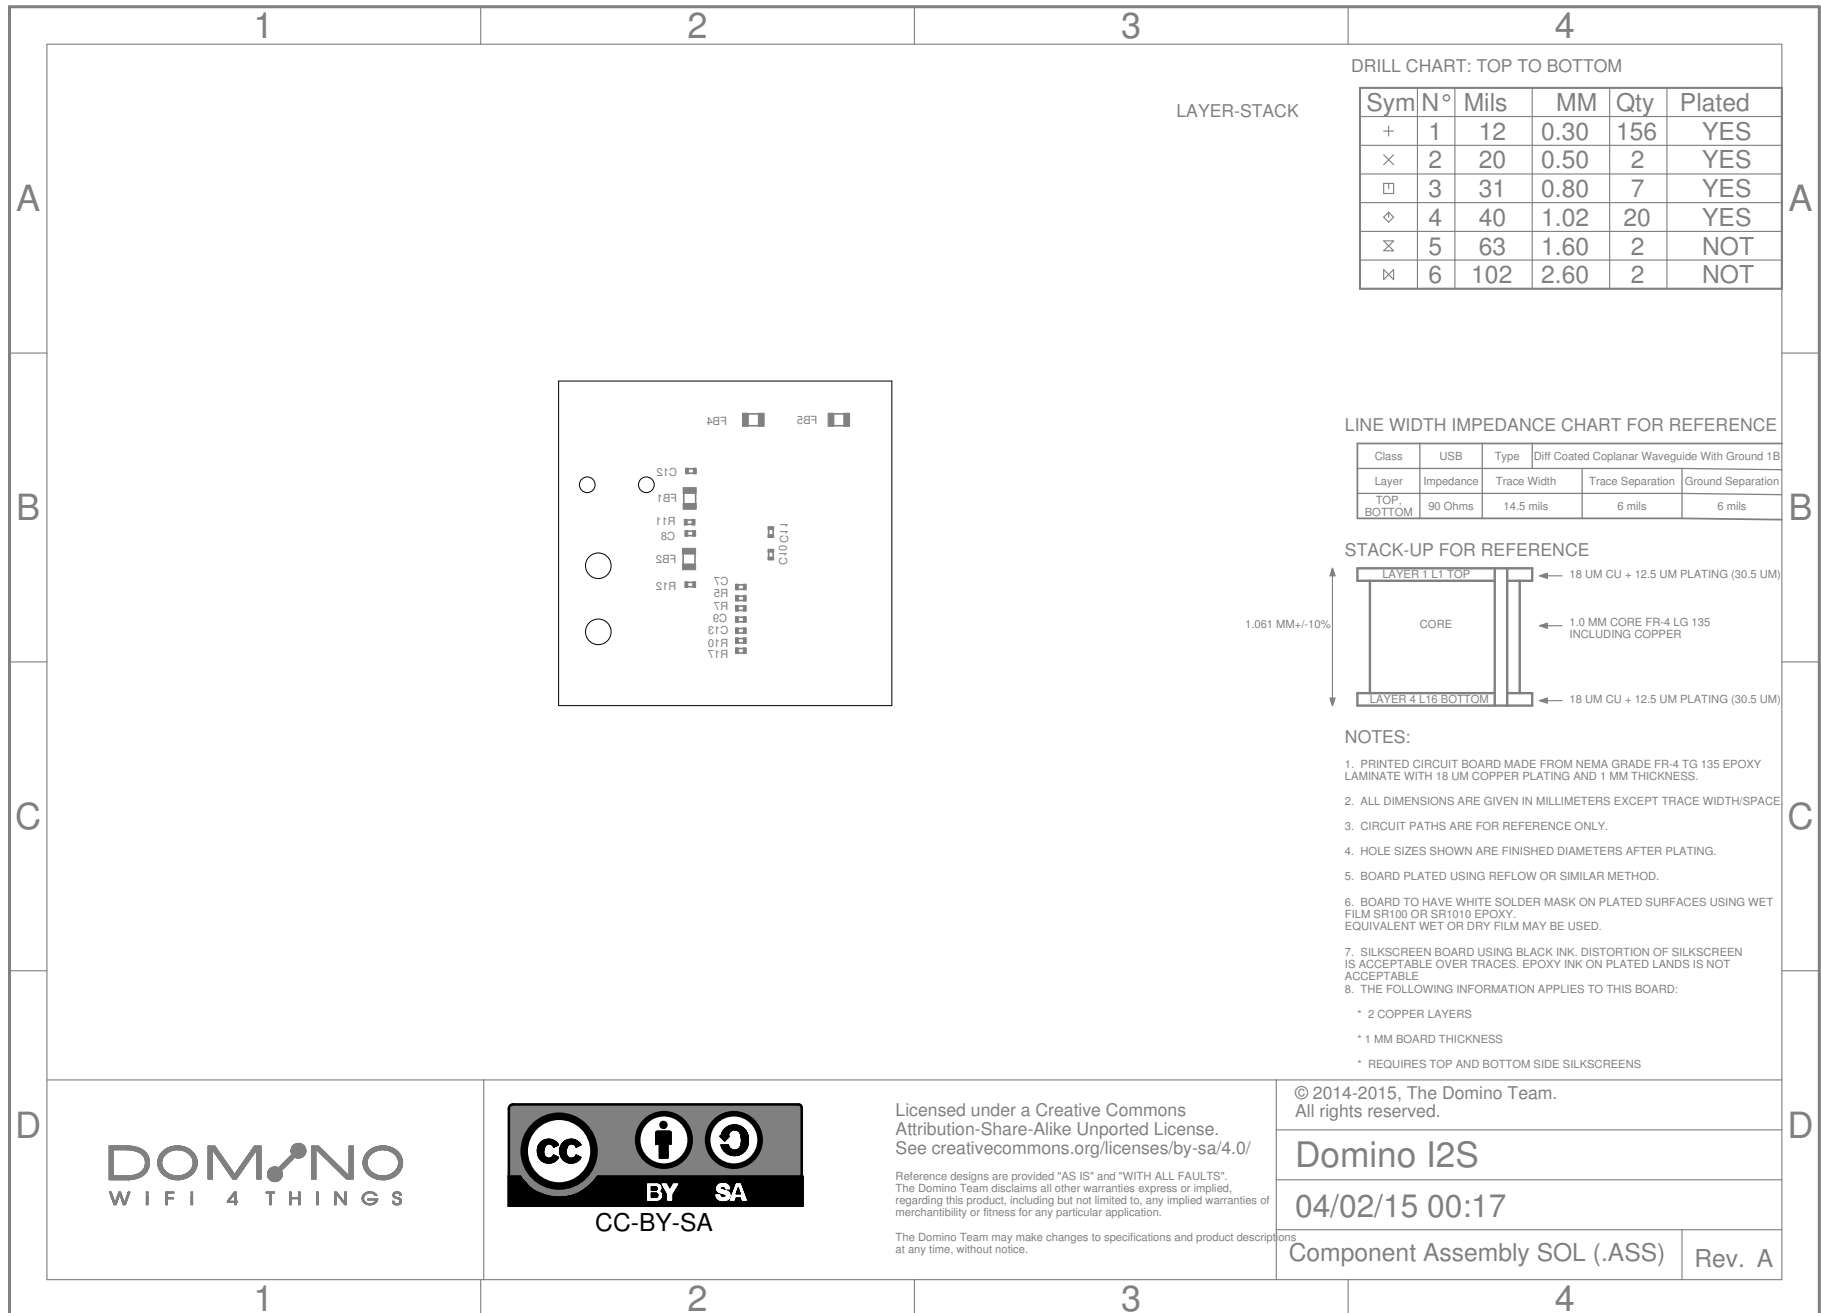 1 2 3 4
A
B
C
D
A
B
C
D
LAYER-STACK
DRILL CHART: TOP TO BOTTOM
Sym N° Mils MM Qty Plated
+ 1 12 0.30 156 YES
× 2 20 0.50 2 YES
3 31 0.80 7 YES
4 40 1.02 20 YES
5 63 1.60 2 NOT
6 102 2.60 2 NOT
FB4 FB5
C12
FB1
R11
C8
FB2
R12
C11
C10
C7
R5
R7
C9
C13
R10
R17
LINE WIDTH IMPEDANCE CHART FOR REFERENCE
Class USB Type Diff Coated Coplanar Waveguide With Ground 1B
Layer Impedance Trace Width Trace Separation Ground Separation
TOP, BOTTOM 90 Ohms 14.5 mils 6 mils 6 mils
STACK-UP FOR REFERENCE
LAYER 1 L1 TOP 18 UM CU + 12.5 UM PLATING (30.5 UM)
1.061 MM+/-10% CORE 1.0 MM CORE FR-4 LG 135
INCLUDING COPPER
LAYER 4 L16 BOTTOM 18 UM CU + 12.5 UM PLATING (30.5 UM)
NOTES:
1. PRINTED CIRCUIT BOARD MADE FROM NEMA GRADE FR-4 TG 135 EPOXY
LAMINATE WITH 18 UM COPPER PLATING AND 1 MM THICKNESS.
2. ALL DIMENSIONS ARE GIVEN IN MILLIMETERS EXCEPT TRACE WIDTH/SPACE
3. CIRCUIT PATHS ARE FOR REFERENCE ONLY.
4. HOLE SIZES SHOWN ARE FINISHED DIAMETERS AFTER PLATING.
5. BOARD PLATED USING REFLOW OR SIMILAR METHOD.
6. BOARD TO HAVE WHITE SOLDER MASK ON PLATED SURFACES USING WET
FILM SR100 OR SR1010 EPOXY.
EQUIVALENT WET OR DRY FILM MAY BE USED.
7. SILKSCREEN BOARD USING BLACK INK. DISTORTION OF SILKSCREEN
IS ACCEPTABLE OVER TRACES. EPOXY INK ON PLATED LANDS IS NOT
ACCEPTABLE
8. THE FOLLOWING INFORMATION APPLIES TO THIS BOARD:
* 2 COPPER LAYERS
* 1 MM BOARD THICKNESS
* REQUIRES TOP AND BOTTOM SIDE SILKSCREENS
DOMINO
WIFI 4 THINGS
cc
BY SA
CC-BY-SA
Licensed under a Creative Commons
Attribution-Share-Alike Unported License.
See creativecommons.org/licenses/by-sa/4.0/
Reference designs are provided "AS IS" and "WITH ALL FAULTS".
The Domino Team disclaims all other warranties express or implied,
regarding this product, including but not limited to, any implied warranties of
merchantibility or fitness for any particular application.
The Domino Team may make changes to specifications and product descriptions
at any time, without notice.
© 2014-2015, The Domino Team.
All rights reserved.
Domino I2S
04/02/15 00:17
Component Assembly SOL (.ASS) Rev. A
1 2 3 4